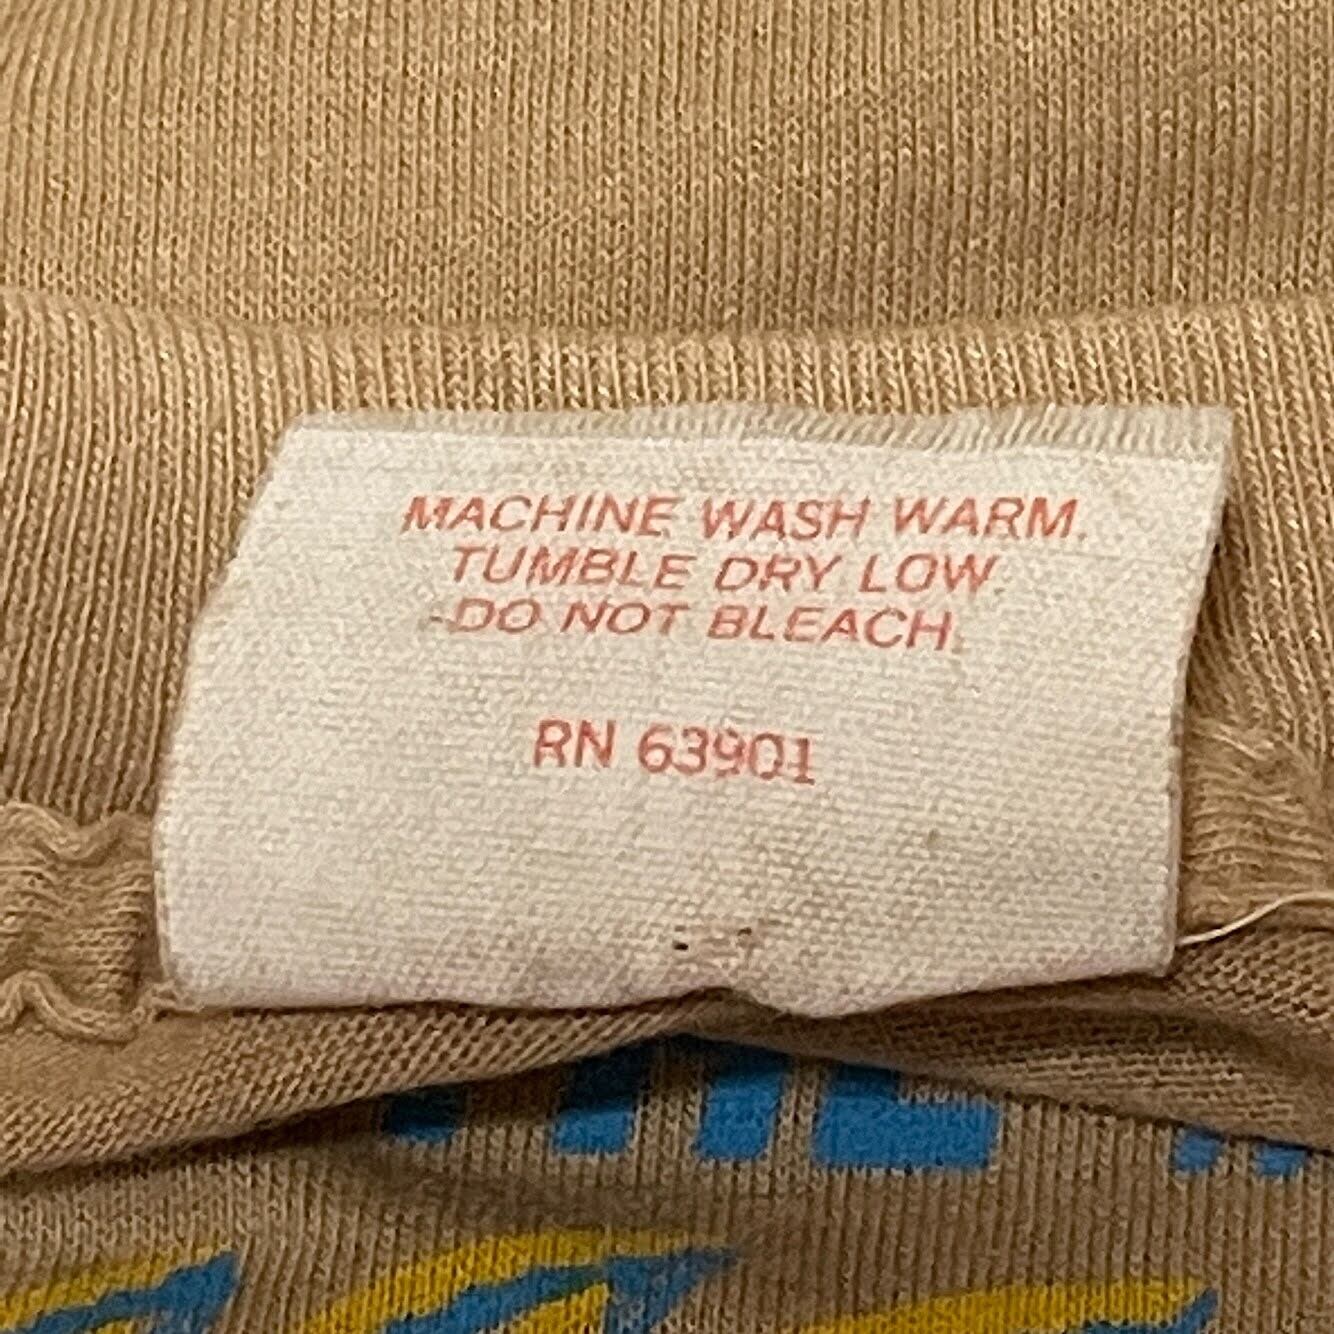 MACHINE WASH WARM.
TUMBLE DRY LOW
DO NOT BLEACH.
RN 63901